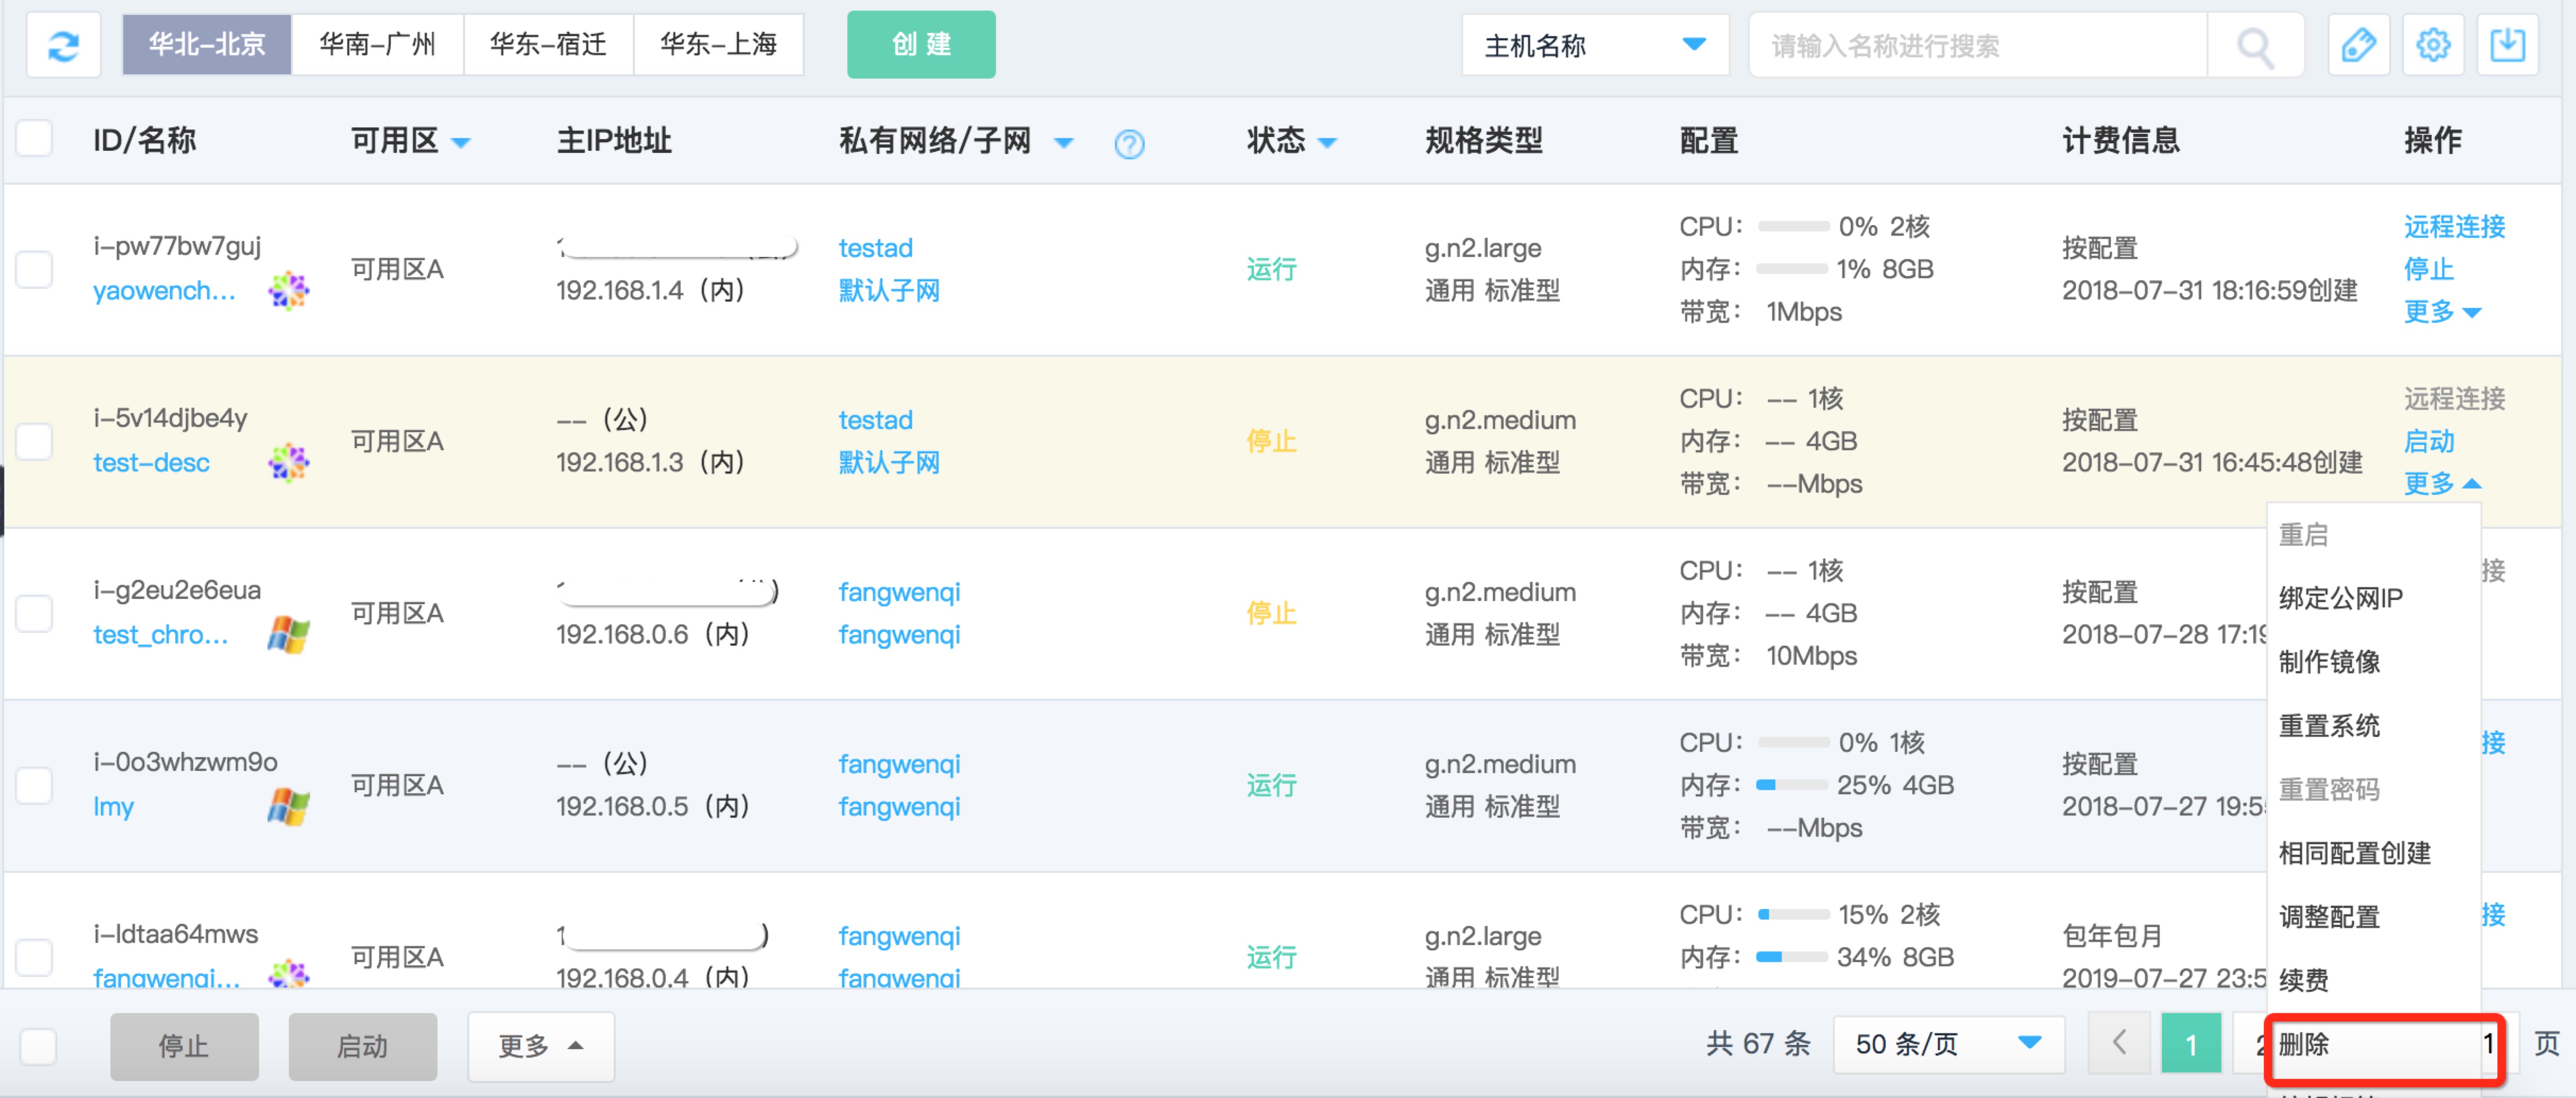 华北-北京 华南-广州 华东-宿迁 华东-上海 创 建 主机名称 请输入名称进行搜索
ID/名称 可用区 主IP地址 私有网络/子网 ? 状态 规格类型 配置 计费信息 操作
i-pw77bw7guj
yaowench...
可用区A
192.168.1.4（内）
testad
默认子网
运行
g.n2.large
通用 标准型
CPU： 0% 2核
内存： 1% 8GB
带宽： 1Mbps
按配置
2018-07-31 18:16:59创建
远程连接
停止
更多
i-5v14djbe4y
test-desc
可用区A
--（公）
192.168.1.3（内）
testad
默认子网
停止
g.n2.medium
通用 标准型
CPU： -- 1核
内存： -- 4GB
带宽： --Mbps
按配置
2018-07-31 16:45:48创建
远程连接
启动
更多
重启
绑定公网IP
制作镜像
重置系统
重置密码
相同配置创建
调整配置
续费
删除
i-g2eu2e6eua
test_chro...
可用区A
192.168.0.6（内）
fangwenqi
fangwenqi
停止
g.n2.medium
通用 标准型
CPU： -- 1核
内存： -- 4GB
带宽： 10Mbps
按配置
2018-07-28 17:19
接
i-0o3whzwm9o
lmy
可用区A
--（公）
192.168.0.5（内）
fangwenqi
fangwenqi
运行
g.n2.medium
通用 标准型
CPU： 0% 1核
内存： 25% 4GB
带宽： --Mbps
按配置
2018-07-27 19:55
接
i-ldtaa64mws
fangwenqi...
可用区A
192.168.0.4（内）
fangwenqi
fangwenqi
运行
g.n2.large
通用 标准型
CPU： 15% 2核
内存： 34% 8GB
包年包月
2019-07-27 23:5
接
停止 启动 更多 共 67 条 50 条/页 < 1 2 1 页